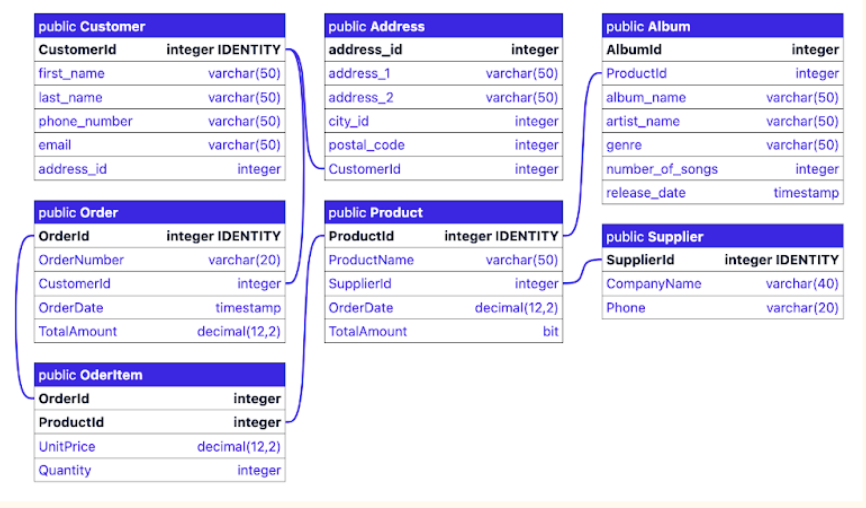 public Customer
CustomerId integer IDENTITY
first_name varchar(50)
last_name varchar(50)
phone_number varchar(50)
email varchar(50)
address_id integer
public Address
address_id integer
address_1 varchar(50)
address_2 varchar(50)
city_id integer
postal_code integer
CustomerId integer
public Album
AlbumId integer
ProductId integer
album_name varchar(50)
artist_name varchar(50)
genre varchar(50)
number_of_songs integer
release_date timestamp
public Order
OrderId integer IDENTITY
OrderNumber varchar(20)
CustomerId integer
OrderDate timestamp
TotalAmount decimal(12,2)
public Product
ProductId integer IDENTITY
ProductName varchar(50)
SupplierId integer
OrderDate decimal(12,2)
TotalAmount bit
public Supplier
SupplierId integer IDENTITY
CompanyName varchar(40)
Phone varchar(20)
public OderItem
OrderId integer
ProductId integer
UnitPrice decimal(12,2)
Quantity integer